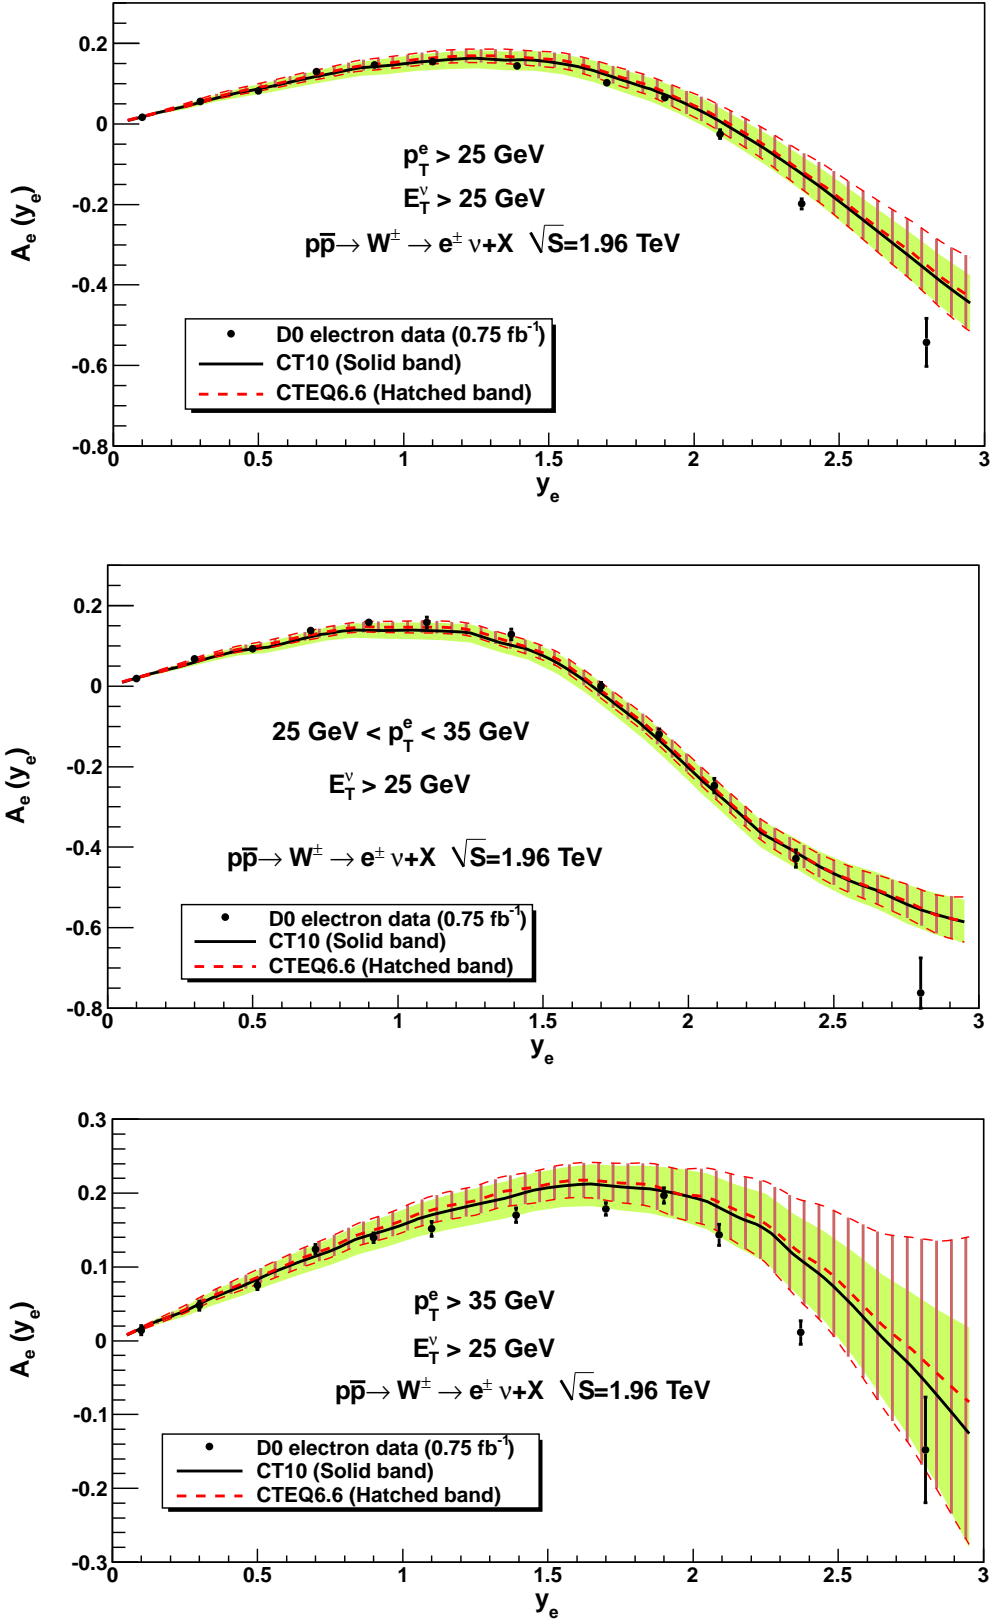 0.2
0
-0.2
-0.4
-0.6
-0.8
A_e (y_e)
p_T^e > 25 GeV
E_T^ν > 25 GeV
pp̅→ W^± → e^± ν+X √S=1.96 TeV
D0 electron data (0.75 fb^-1)
CT10 (Solid band)
CTEQ6.6 (Hatched band)
0 0.5 1 1.5 2 2.5 3
y_e
0.2
0
-0.2
-0.4
-0.6
-0.8
A_e (y_e)
25 GeV < p_T^e < 35 GeV
E_T^ν > 25 GeV
pp̅→ W^± → e^± ν+X √S=1.96 TeV
D0 electron data (0.75 fb^-1)
CT10 (Solid band)
CTEQ6.6 (Hatched band)
0 0.5 1 1.5 2 2.5 3
y_e
0.3
0.2
0.1
0
-0.1
-0.2
-0.3
A_e (y_e)
p_T^e > 35 GeV
E_T^ν > 25 GeV
pp̅→ W^± → e^± ν+X √S=1.96 TeV
D0 electron data (0.75 fb^-1)
CT10 (Solid band)
CTEQ6.6 (Hatched band)
0 0.5 1 1.5 2 2.5 3
y_e